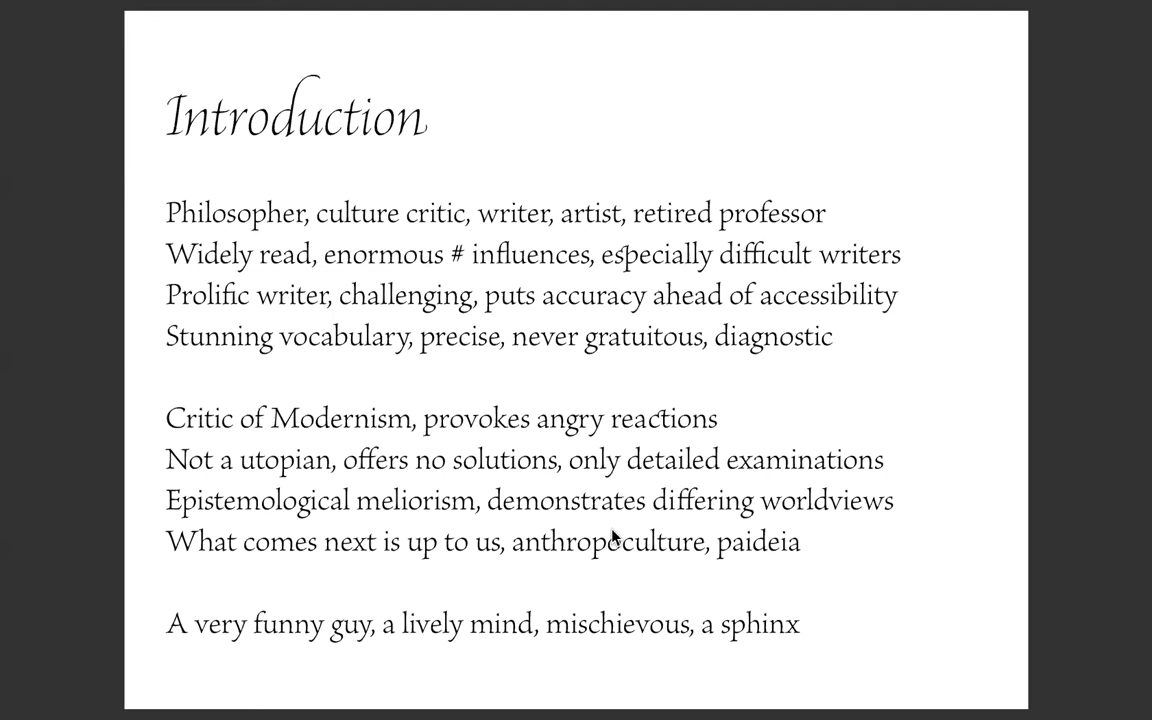 Introduction
Philosopher, culture critic, writer, artist, retired professor
Widely read, enormous # influences, especially difficult writers
Prolific writer, challenging, puts accuracy ahead of accessibility
Stunning vocabulary, precise, never gratuitous, diagnostic
Critic of Modernism, provokes angry reactions
Not a utopian, offers no solutions, only detailed examinations
Epistemological meliorism, demonstrates differing worldviews
What comes next is up to us, anthropoculture, paideia
A very funny guy, a lively mind, mischievous, a sphinx